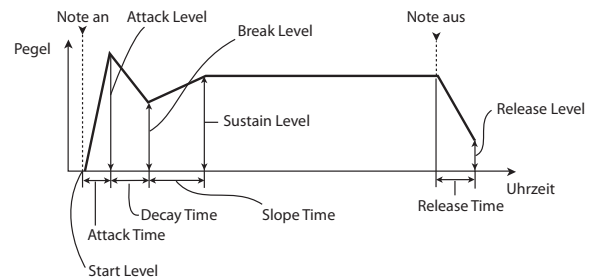 Note an
Attack Level
Note aus
Break Level
Pegel
Release Level
Sustain Level
Uhrzeit
Decay Time
Slope Time
Release Time
Attack Time
Start Level